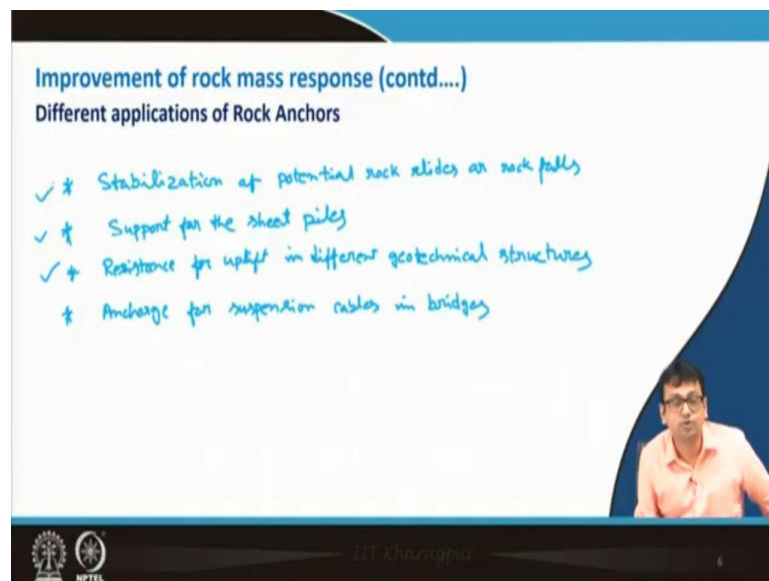 Improvement of rock mass response (contd....)
Different applications of Rock Anchors
* Stabilization of potential rock slides or rock falls
* Support for the sheet piles
* Resistance for uplift in different geotechnical structures
* Anchorge for suspension cables in bridges
NPTEL
IIT Kharagpur
6